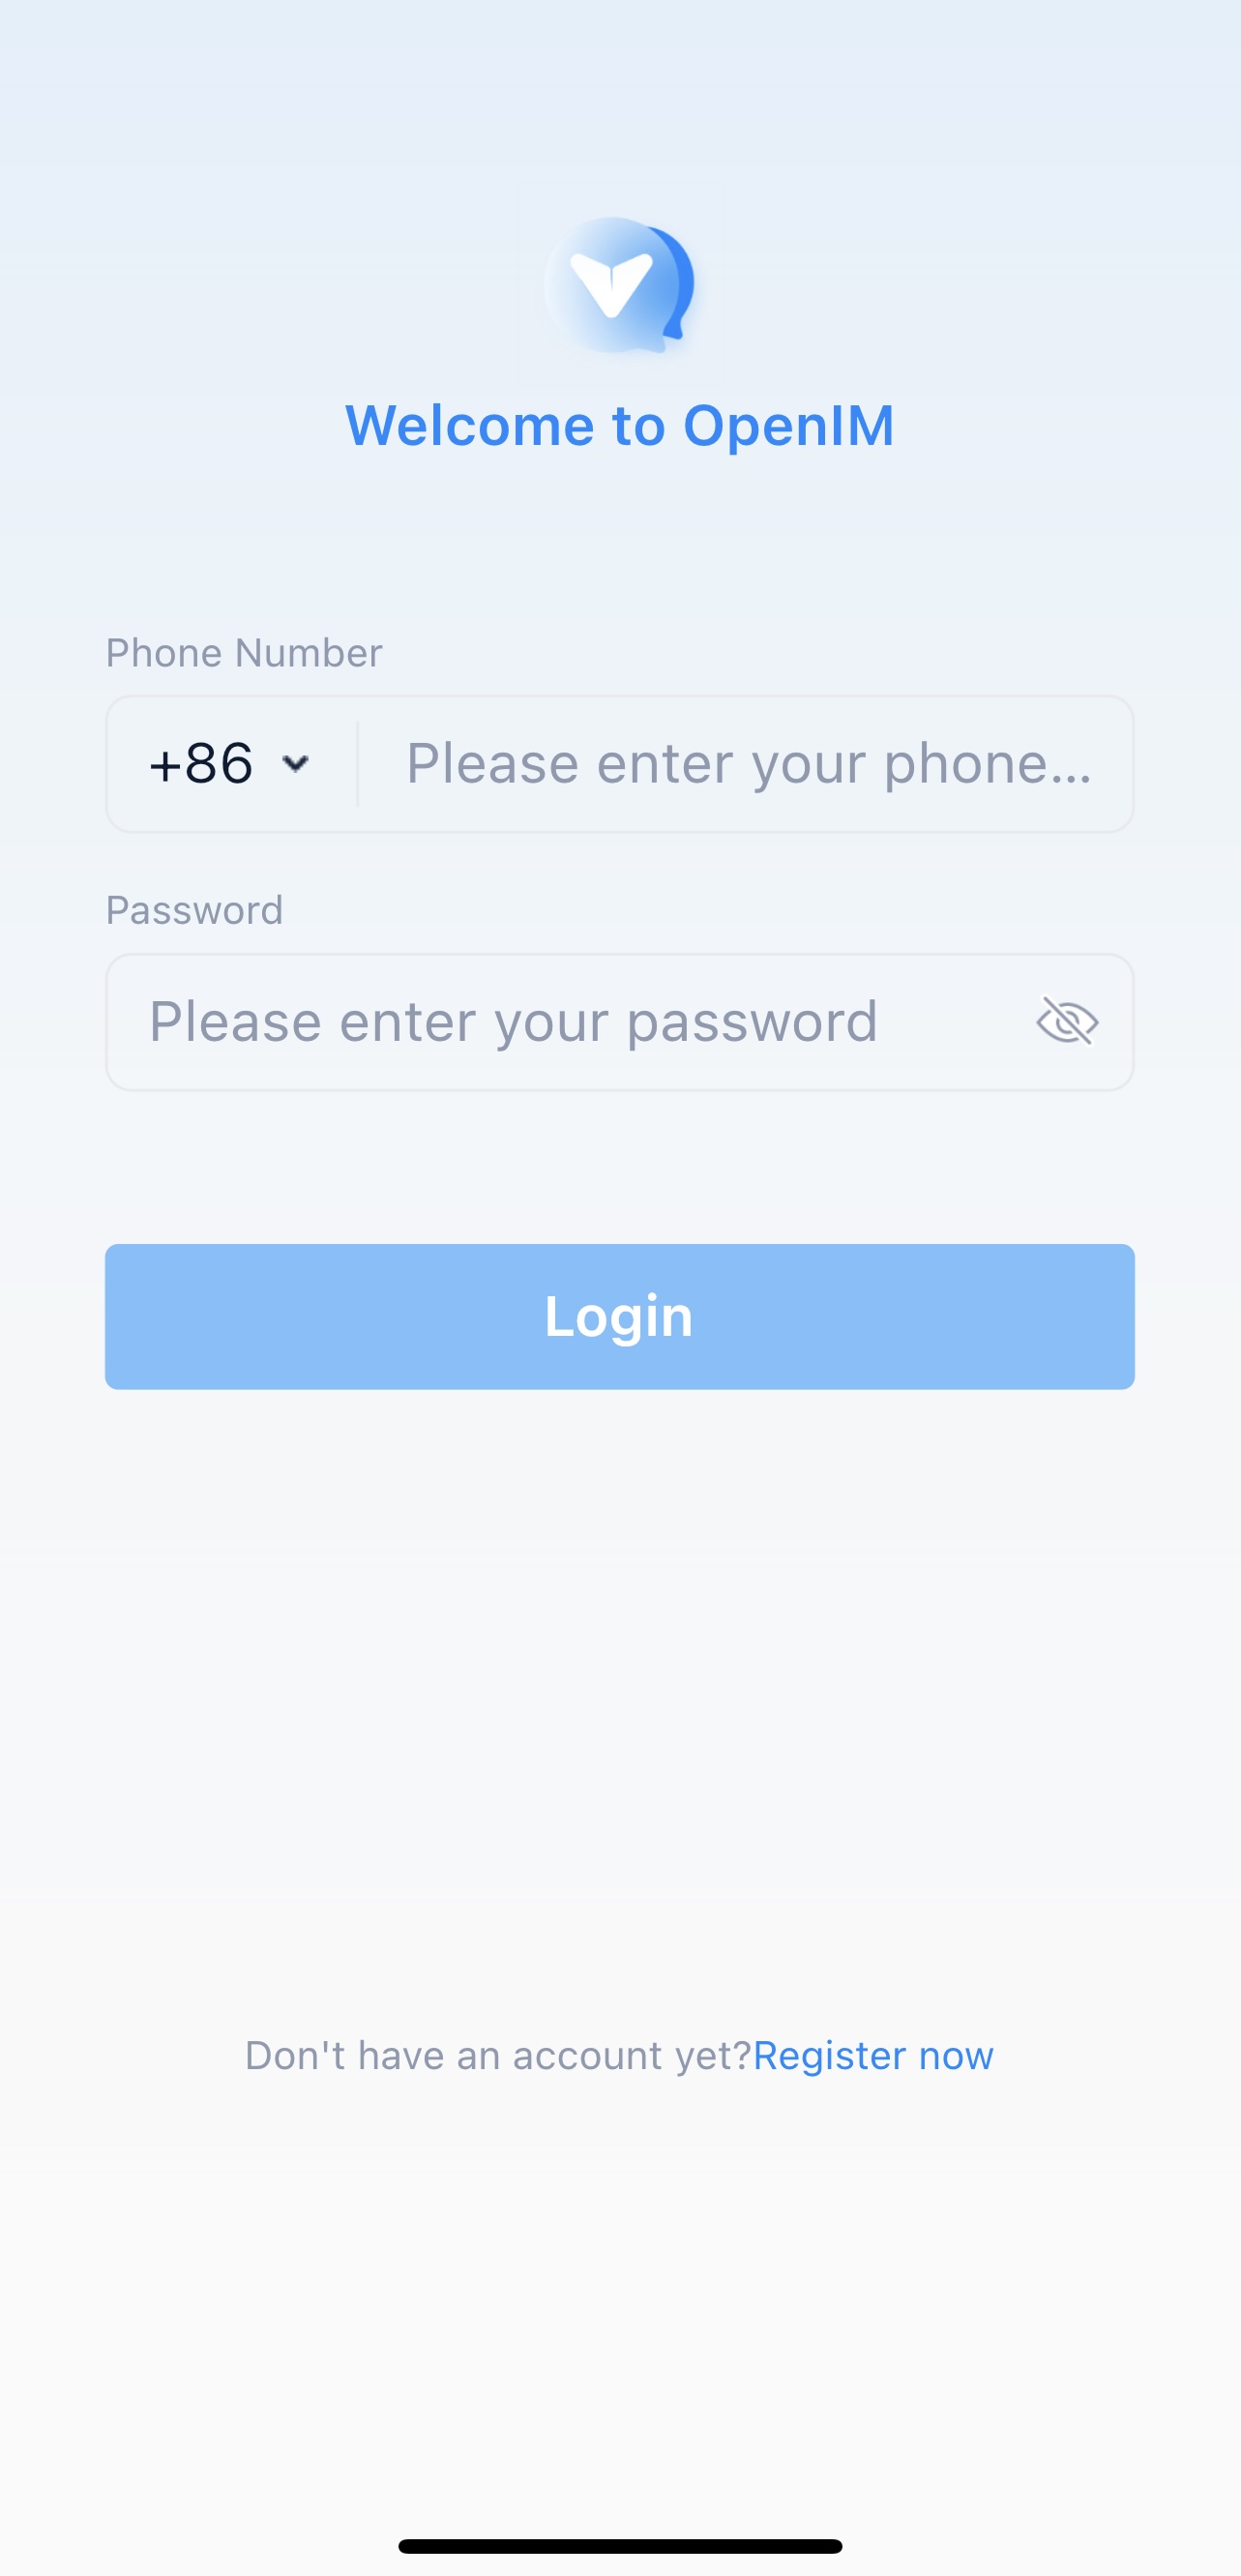 Welcome to OpenIM
Phone Number
+86 Please enter your phone...
Password
Please enter your password
Login
Don't have an account yet?Register now